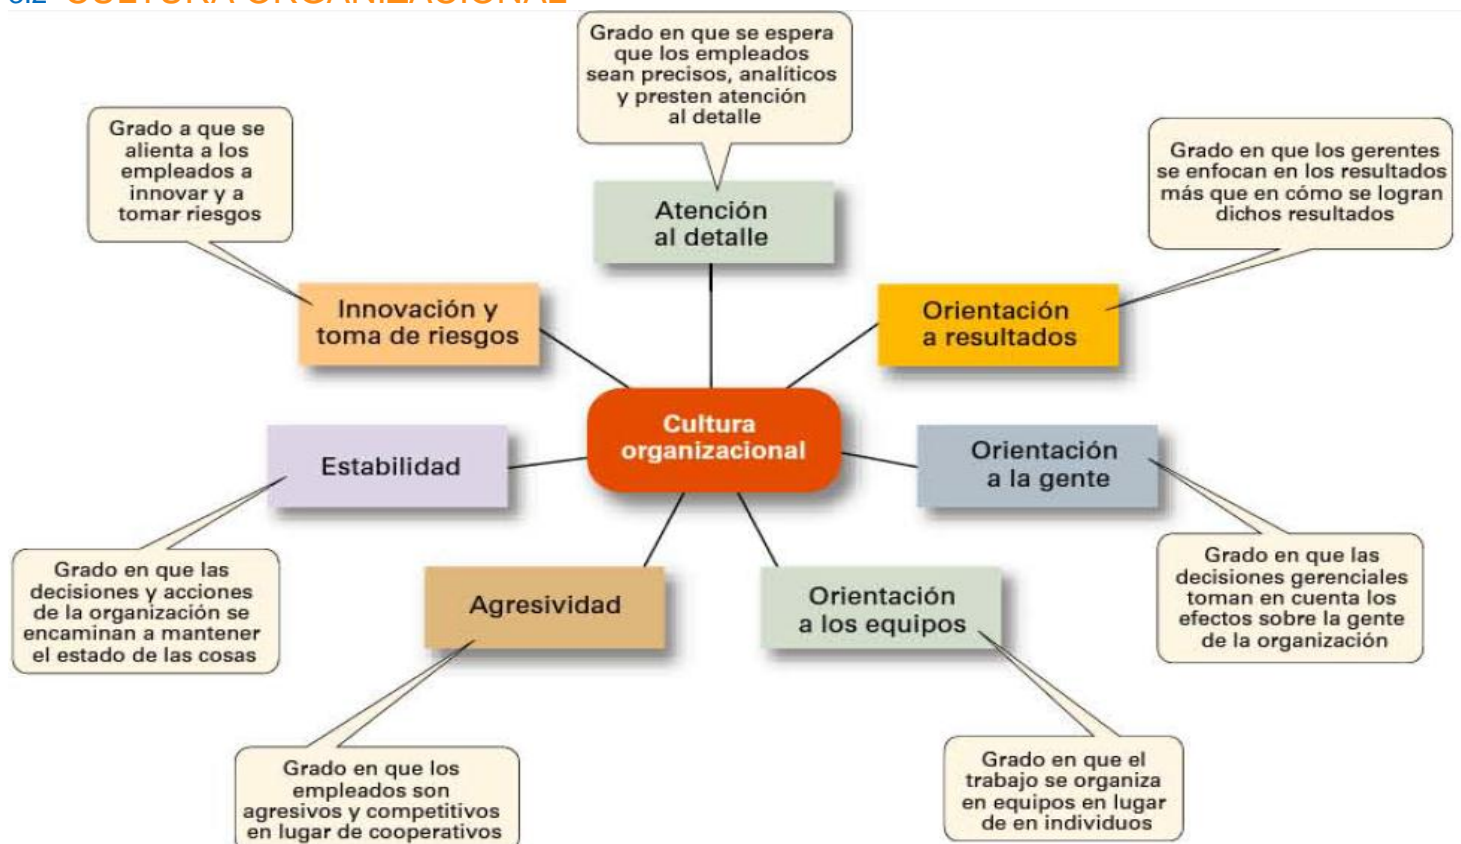 CULTURA ORGANIZACIONAL
Grado en que se espera
que los empleados
sean precisos, analíticos
y presten atención
al detalle
Grado a que se
alienta a los
empleados a
innovar y a
tomar riesgos
Grado en que los gerentes
se enfocan en los resultados
más que en cómo se logran
dichos resultados
Atención
al detalle
Innovación y
toma de riesgos
Orientación
a resultados
Cultura
organizacional
Estabilidad
Orientación
a la gente
Grado en que las
decisiones y acciones
de la organización se
encaminan a mantener
el estado de las cosas
Agresividad
Orientación
a los equipos
Grado en que las
decisiones gerenciales
toman en cuenta los
efectos sobre la gente
de la organización
Grado en que los
empleados son
agresivos y competitivos
en lugar de cooperativos
Grado en que el
trabajo se organiza
en equipos en lugar
de en individuos